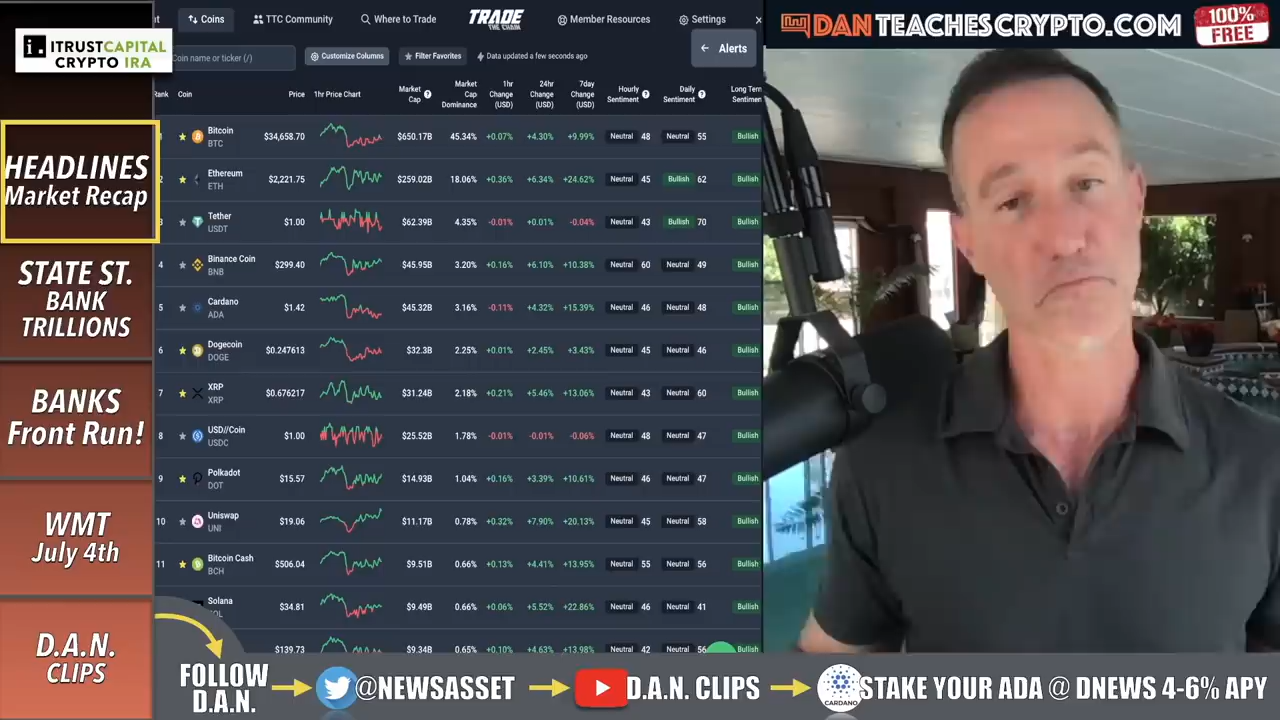 i. ITRUSTCAPITAL
CRYPTO IRA
HEADLINES
Market Recap
STATE ST.
BANK
TRILLIONS
BANKS
Front Run!
WMT
July 4th
D.A.N.
CLIPS
Coins
TTC Community
Where to Trade
TRADE
THE CHAIN
Member Resources
Settings
Coin name or ticker (/)
Customize Columns
Filter Favorites
Data updated a few seconds ago
← Alerts
Rank Coin Price 1hr Price Chart Market Cap ? Market Cap Dominance 1hr Change (USD) 24hr Change (USD) 7day Change (USD) Hourly Sentiment ? Daily Sentiment ? Long Term Sentiment
Bitcoin BTC $34,658.70 $650.17B 45.34% +0.07% +4.30% +9.99% Neutral 48 Neutral 55 Bullish
Ethereum ETH $2,221.75 $259.02B 18.06% +0.36% +6.34% +24.62% Neutral 45 Bullish 62 Bullish
3 Tether USDT $1.00 $62.39B 4.35% -0.01% +0.01% -0.04% Neutral 43 Bullish 70 Bullish
4 Binance Coin BNB $299.40 $45.95B 3.20% +0.16% +6.10% +10.38% Neutral 60 Neutral 49 Bullish
5 Cardano ADA $1.42 $45.32B 3.16% -0.11% +4.32% +15.39% Neutral 46 Neutral 48 Bullish
6 Dogecoin DOGE $0.247613 $32.3B 2.25% +0.01% +2.45% +3.43% Neutral 45 Neutral 46 Bullish
7 XRP XRP $0.676217 $31.24B 2.18% +0.21% +5.46% +13.06% Neutral 43 Neutral 60 Bullish
8 USD//Coin USDC $1.00 $25.52B 1.78% -0.01% -0.01% -0.06% Neutral 48 Neutral 47 Bullish
9 Polkadot DOT $15.57 $14.93B 1.04% +0.16% +3.39% +10.61% Neutral 46 Neutral 47 Bullish
10 Uniswap UNI $19.06 $11.17B 0.78% +0.32% +7.90% +20.13% Neutral 45 Neutral 58 Bullish
11 Bitcoin Cash BCH $506.04 $9.51B 0.66% +0.13% +4.41% +13.95% Neutral 55 Neutral 56 Bullish
Solana $34.81 $9.49B 0.66% +0.06% +5.52% +22.86% Neutral 46 Neutral 41 Bullish
$139.73 $9.34B 0.65% +0.10% +4.63% +13.98% Neutral 42 Neutral 56 Bullish
DANTEACHESCRYPTO.COM
100%
FREE
FOLLOW
D.A.N.
@NEWSASSET
D.A.N. CLIPS
CARDANO
STAKE YOUR ADA @ DNEWS 4-6% APY